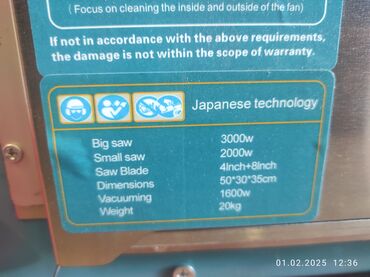 ( Focus on cleaning the inside and outside of the fan)
If not in accordance with the above requirements,
the damage is not within the scope of warranty.
Japanese technology
Big saw 3000w
Small saw 2000w
Saw Blade 4Inch+8Inch
Dimensions 50*30*35cm
Vacuuming 1600w
Weight 20kg
01.02.2025 12:36